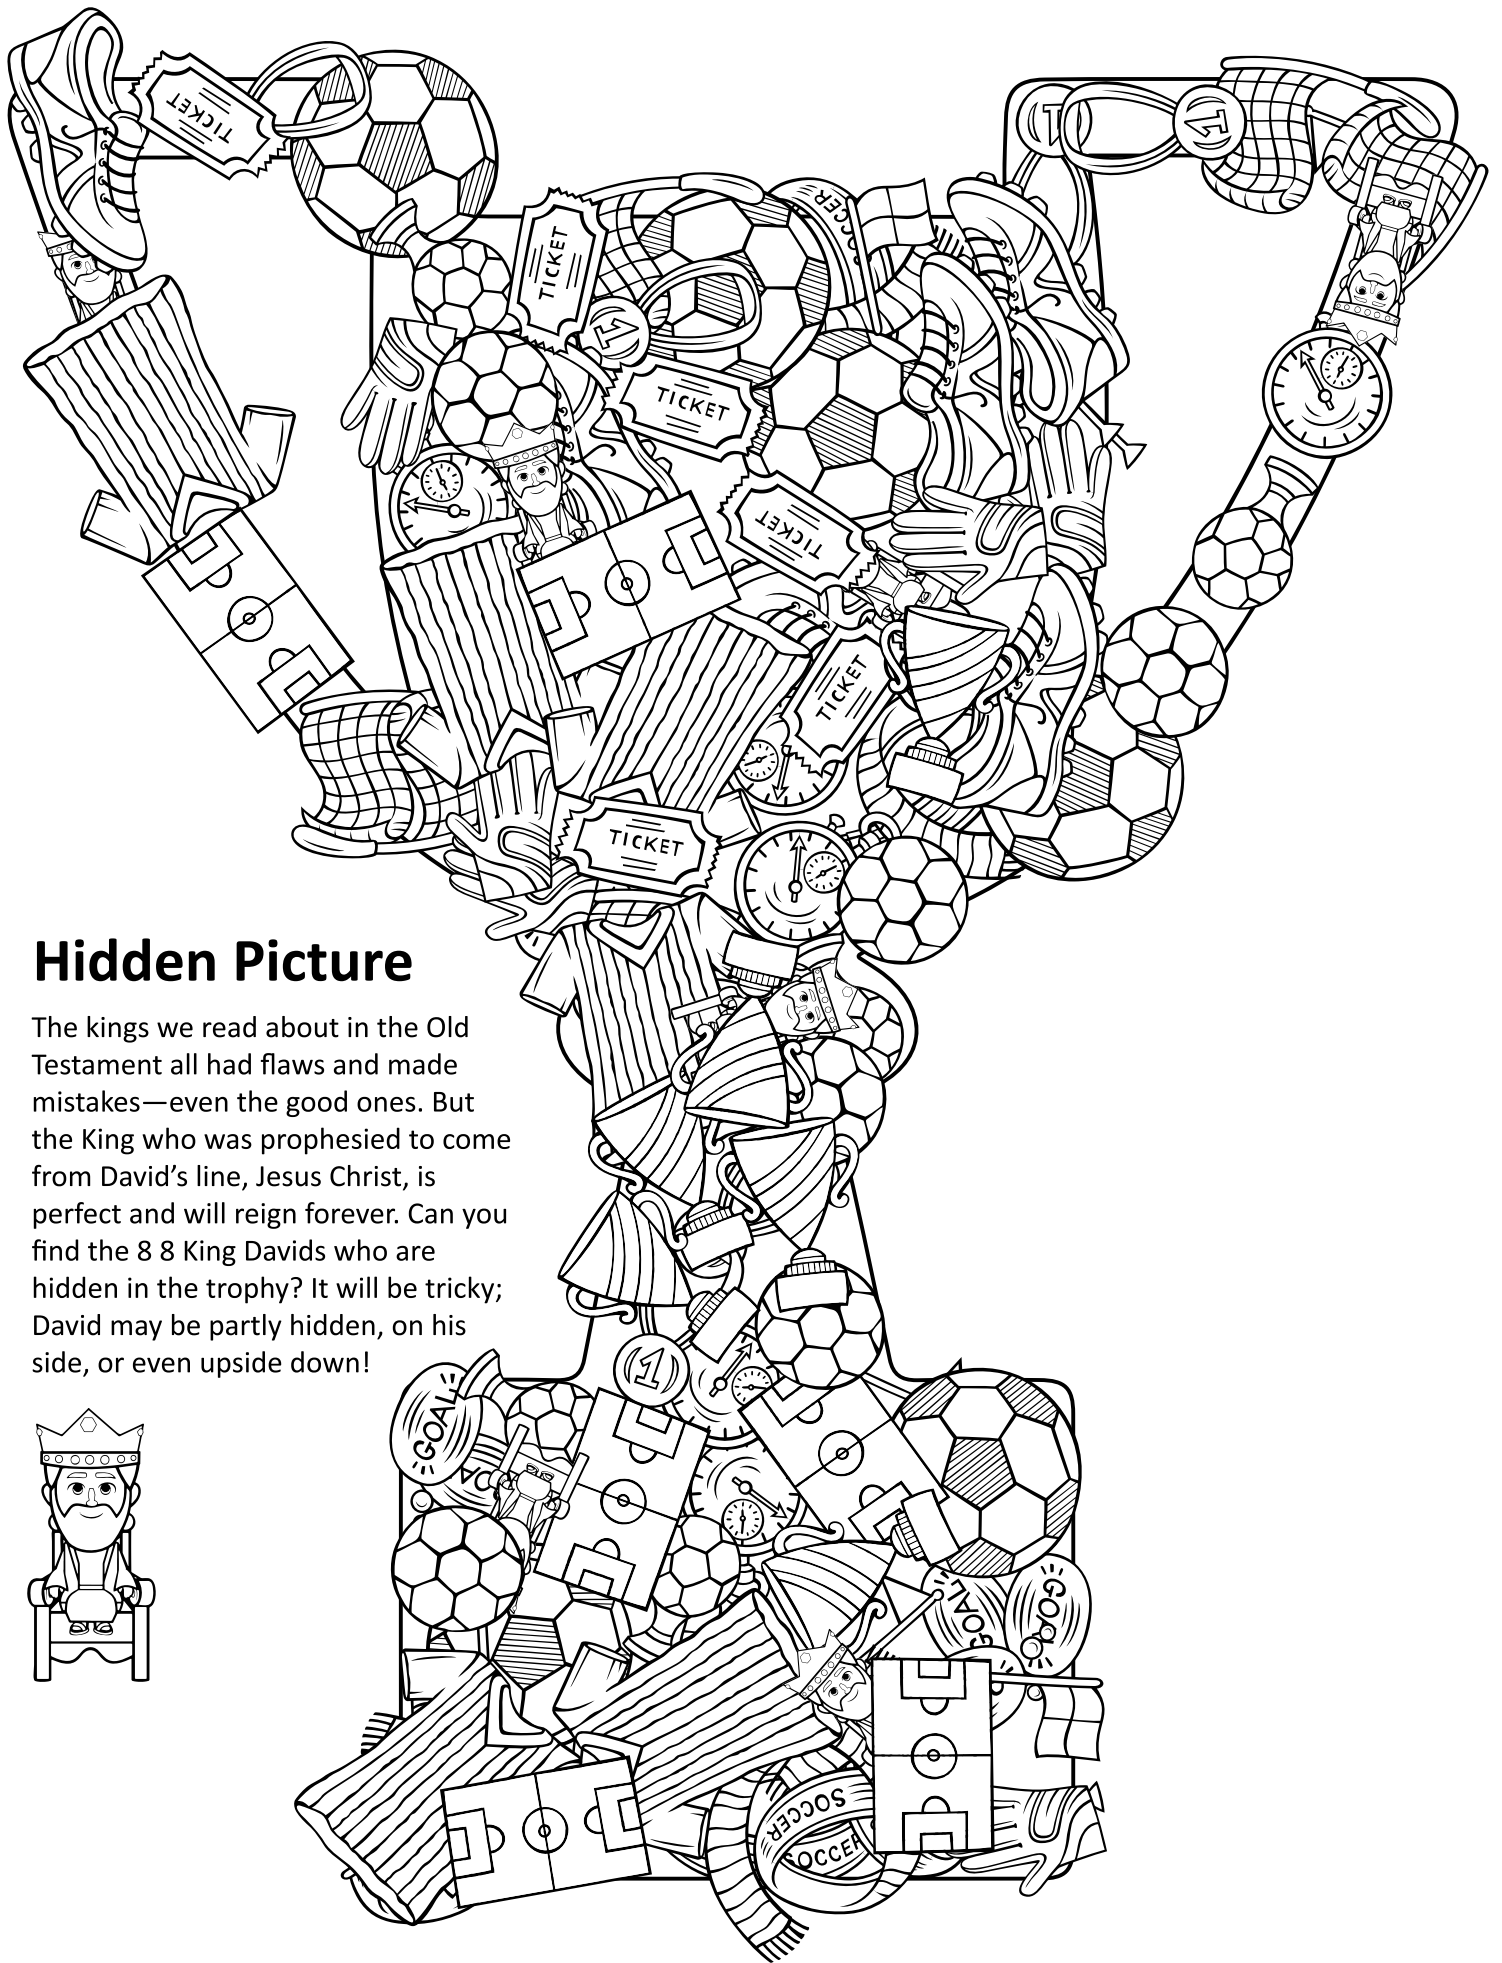 TICKET
1
1
SOCCER
TICKET
1
TICKET
TICKET
TICKET
TICKET
Hidden Picture
The kings we read about in the Old
Testament all had flaws and made
mistakes—even the good ones. But
the King who was prophesied to come
from David’s line, Jesus Christ, is
perfect and will reign forever. Can you
find the 8 8 King Davids who are
hidden in the trophy? It will be tricky;
David may be partly hidden, on his
side, or even upside down!
1
GOAL
GOAL
GOAL
SOCCER
SOCCER